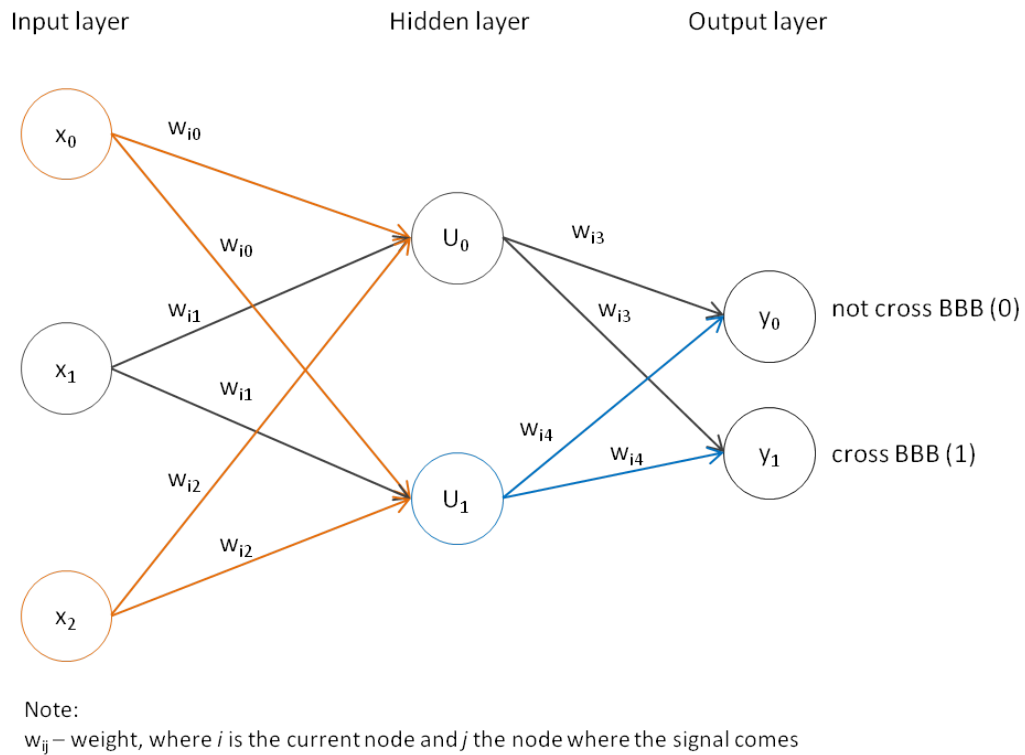 Input layer
Hidden layer
Output layer
x0
wi0
wi0
U0
wi3
wi1
wi3
y0
not cross BBB (0)
x1
wi1
wi4
wi4
y1
cross BBB (1)
wi2
U1
wi2
x2
Note:
wij – weight, where i is the current node and j the node where the signal comes